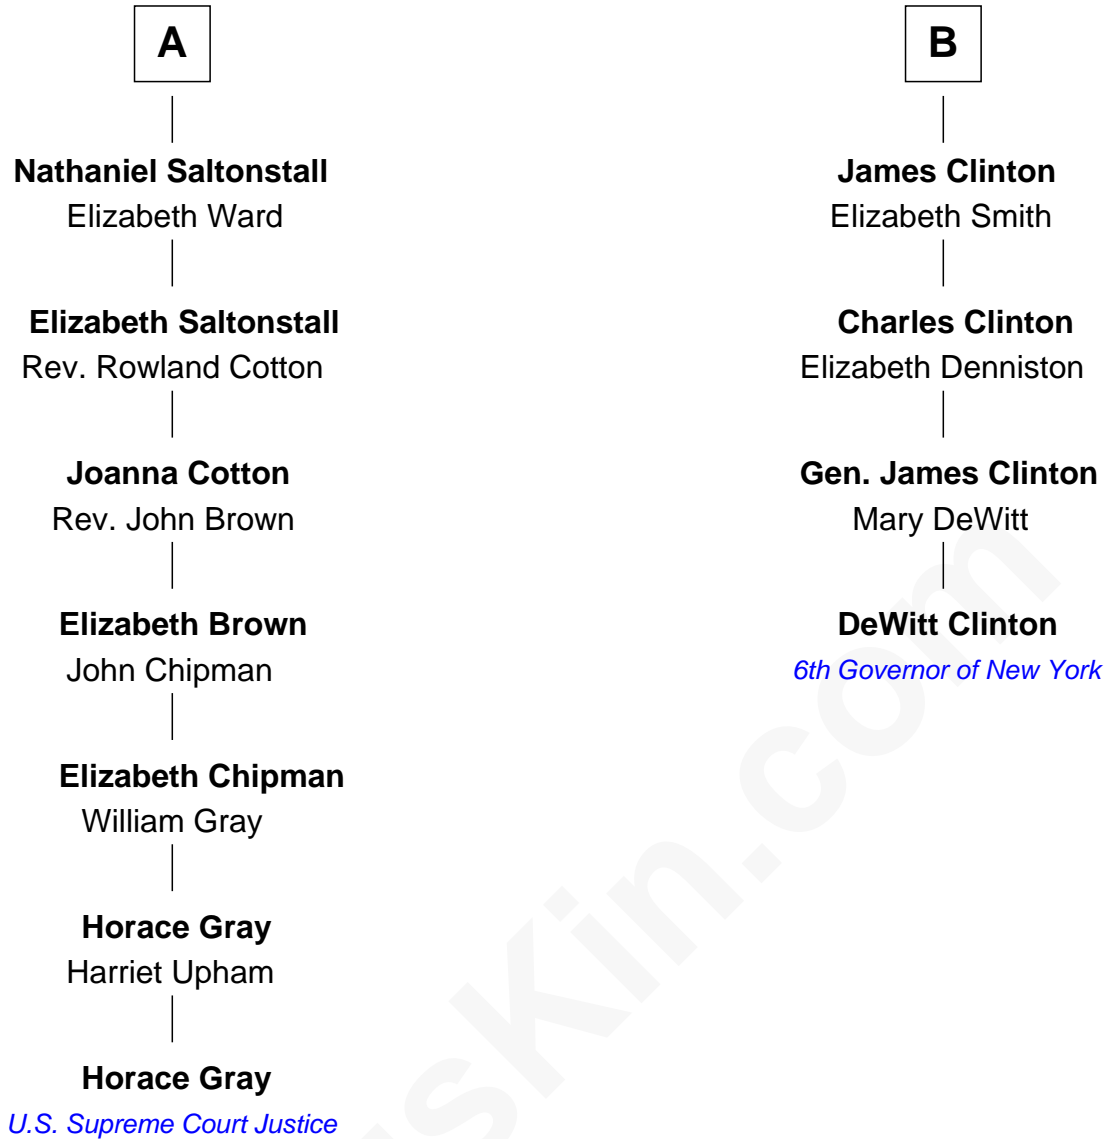 A
Nathaniel Saltonstall
Elizabeth Ward
Elizabeth Saltonstall
Rev. Rowland Cotton
Joanna Cotton
Rev. John Brown
Elizabeth Brown
John Chipman
Elizabeth Chipman
William Gray
Horace Gray
Harriet Upham
Horace Gray
U.S. Supreme Court Justice
B
James Clinton
Elizabeth Smith
Charles Clinton
Elizabeth Denniston
Gen. James Clinton
Mary DeWitt
DeWitt Clinton
6th Governor of New York